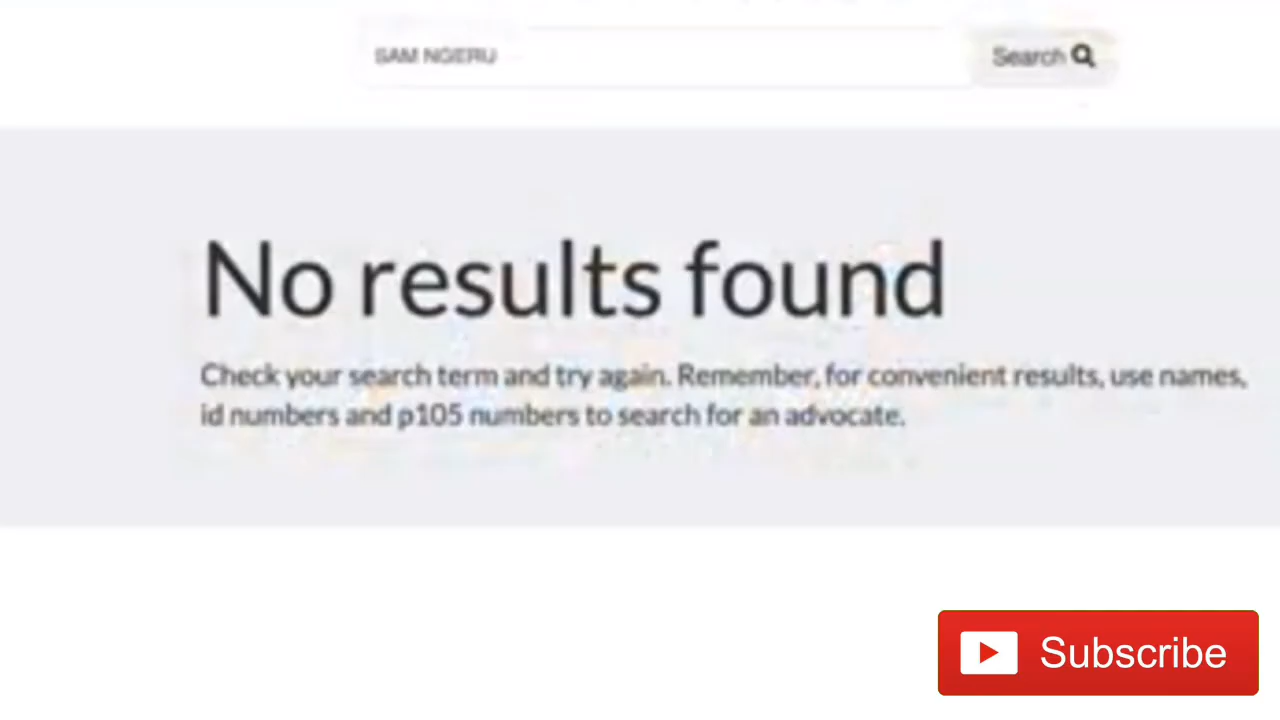 SAM NGERU
Search
No results found
Check your search term and try again. Remember, for convenient results, use names,
id numbers and p105 numbers to search for an advocate.
Subscribe